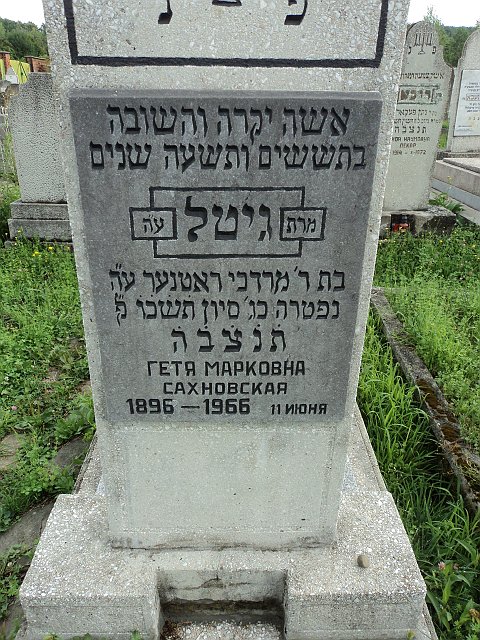 פ נ
אשה יקרה והשובה
בתששים ותשעה שנים
מרת גיטל ע״ה
בת ר׳ מרדכי ראטנער ע״ה
נפטרה כג׳ סיון תשכו פ״ק
ת נ צ ב ה
ГЕТЯ МАРКОВНА
САХНОВСКАЯ
1896 — 1966 11 ИЮНЯ
תנצבה